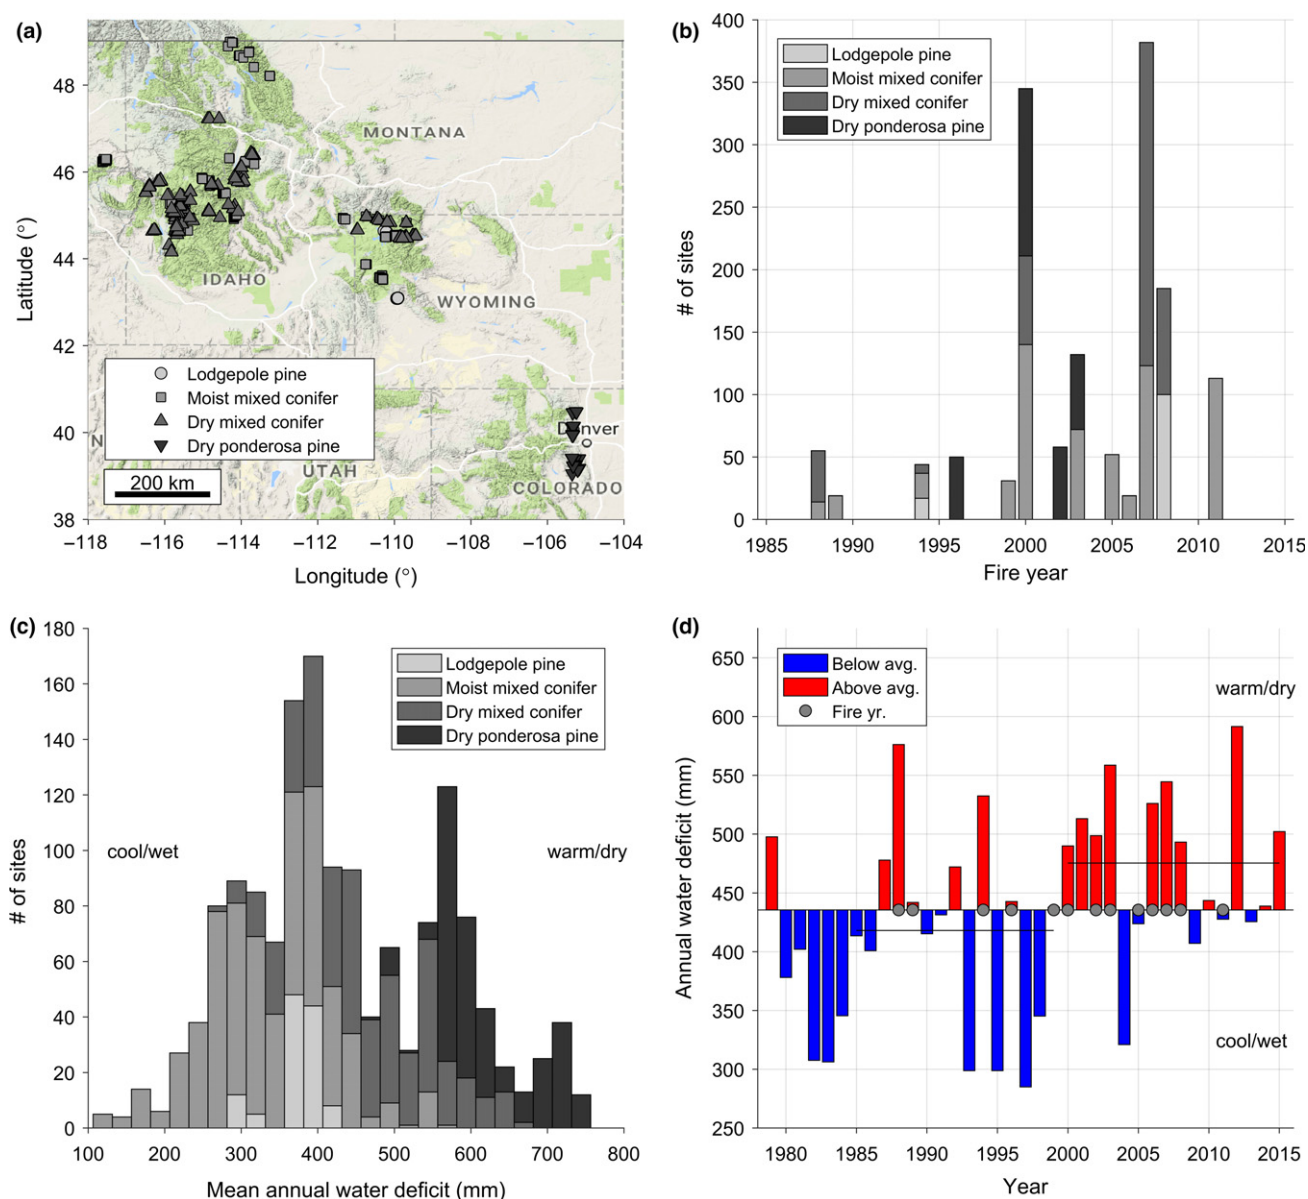 (a)
48
46
44
42
40
38
Latitude (°)
MONTANA
IDAHO
WYOMING
N
UTAH
Denver
COLORADO
Lodgepole pine
Moist mixed conifer
Dry mixed conifer
Dry ponderosa pine
200 km
−118 −116 −114 −112 −110 −108 −106 −104
Longitude (°)
(b)
400
350
300
250
200
150
100
50
0
# of sites
Lodgepole pine
Moist mixed conifer
Dry mixed conifer
Dry ponderosa pine
1985 1990 1995 2000 2005 2010 2015
Fire year
(c)
180
160
140
120
100
80
60
40
20
0
# of sites
Lodgepole pine
Moist mixed conifer
Dry mixed conifer
Dry ponderosa pine
cool/wet
warm/dry
100 200 300 400 500 600 700 800
Mean annual water deficit (mm)
(d)
650
600
550
500
450
400
350
300
250
Annual water deficit (mm)
Below avg.
Above avg.
Fire yr.
warm/dry
cool/wet
1980 1985 1990 1995 2000 2005 2010 2015
Year